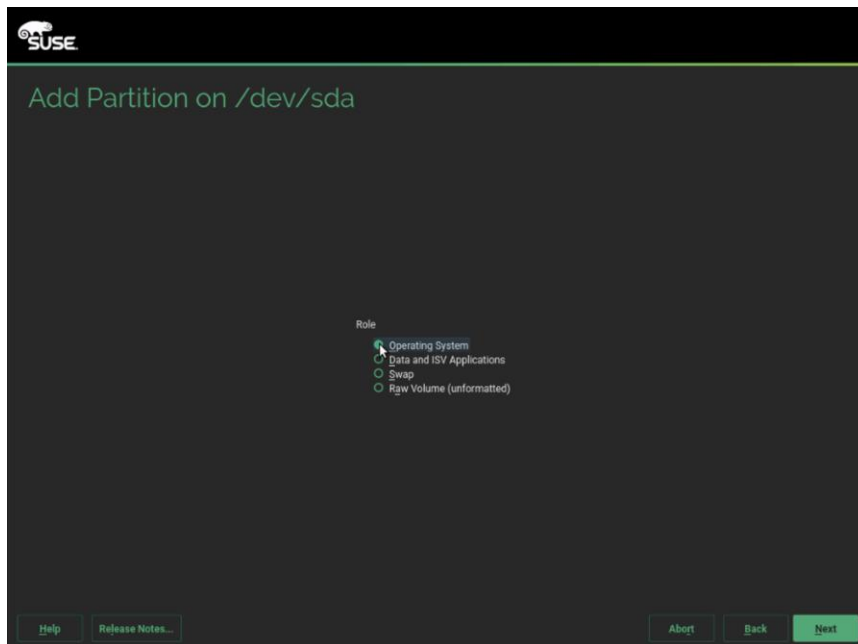 SUSE.
Add Partition on /dev/sda
Role
Operating System
Data and ISV Applications
Swap
Raw Volume (unformatted)
Help
Release Notes...
Abort
Back
Next